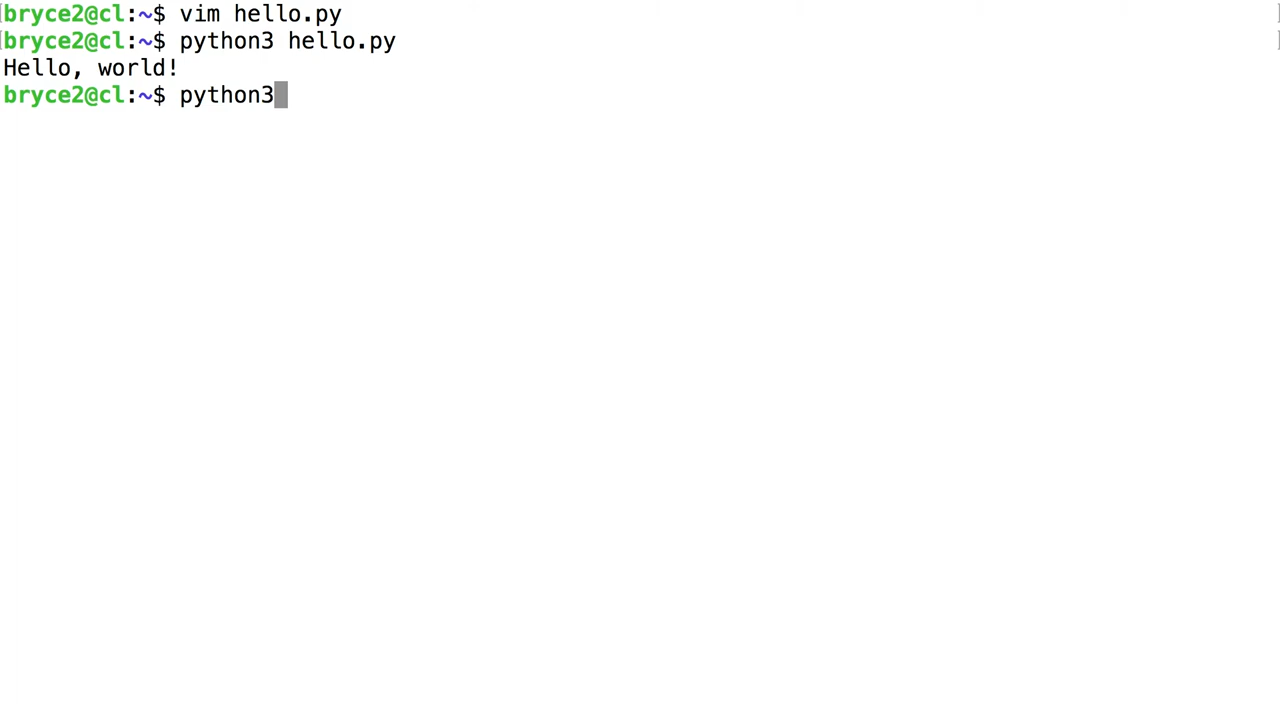 bryce2@cl:~$ vim hello.py
bryce2@cl:~$ python3 hello.py
Hello, world!
bryce2@cl:~$ python3